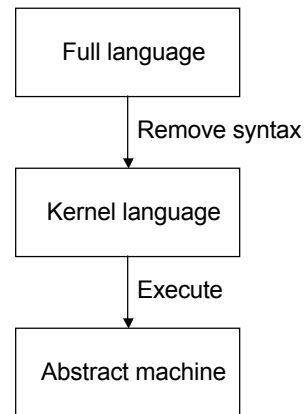 Full language
Remove syntax
Kernel language
Execute
Abstract machine